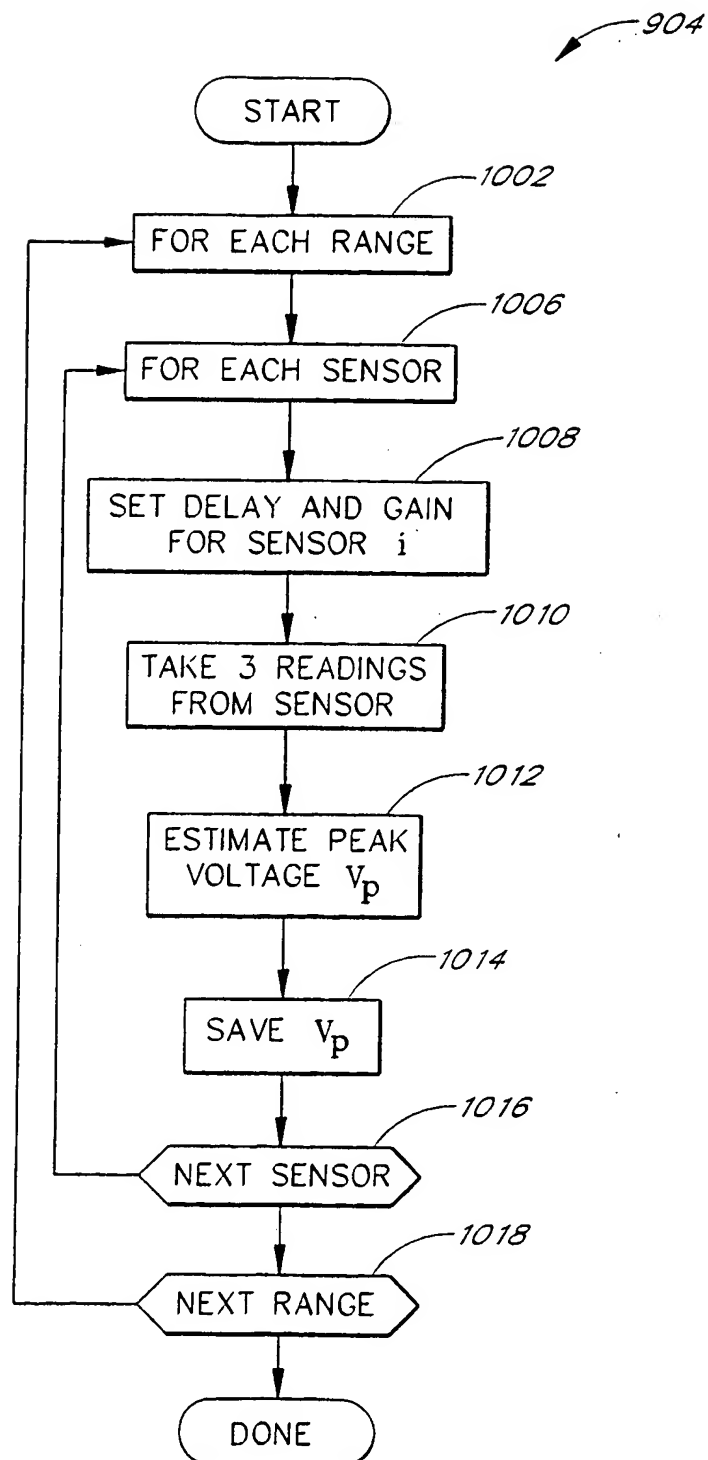 904
START
1002
FOR EACH RANGE
1006
FOR EACH SENSOR
1008
SET DELAY AND GAIN
FOR SENSOR i
1010
TAKE 3 READINGS
FROM SENSOR
1012
ESTIMATE PEAK
VOLTAGE Vp
1014
SAVE Vp
1016
NEXT SENSOR
1018
NEXT RANGE
DONE